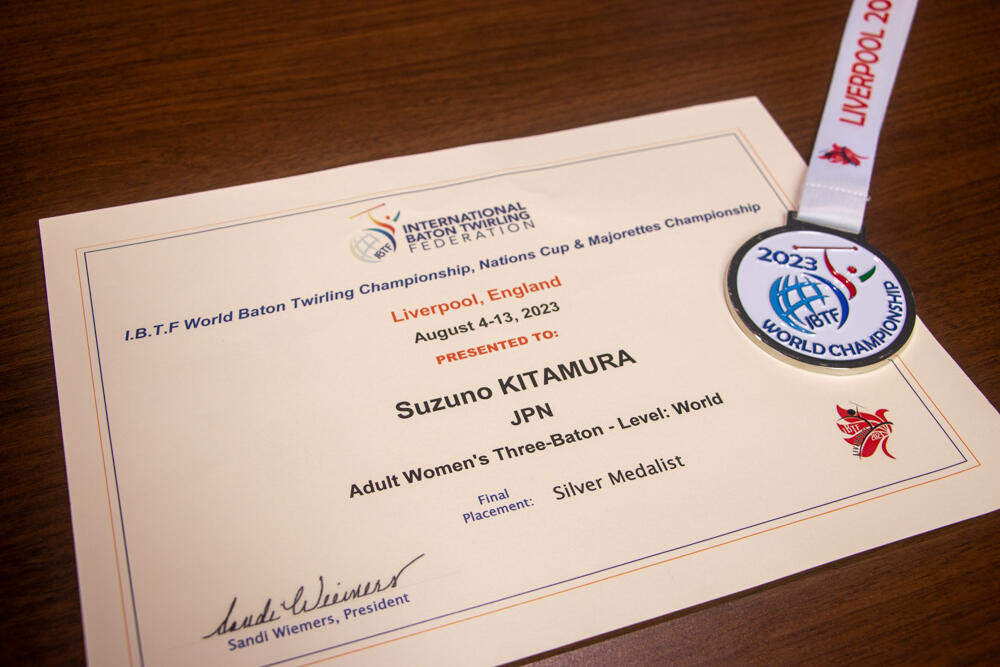 INTERNATIONAL
BATON TWIRLING
FEDERATION
IBTF
I.B.T.F World Baton Twirling Championship, Nations Cup & Majorettes Championship
Liverpool, England
August 4-13, 2023
PRESENTED TO:
Suzuno KITAMURA
JPN
Adult Women's Three-Baton - Level: World
Final
Placement:
Silver Medalist
Sandi Wiemers
Sandi Wiemers, President
LIVERPOOL 20
2023
IBTF
WORLD CHAMPIONSHIP
IBTF
2023